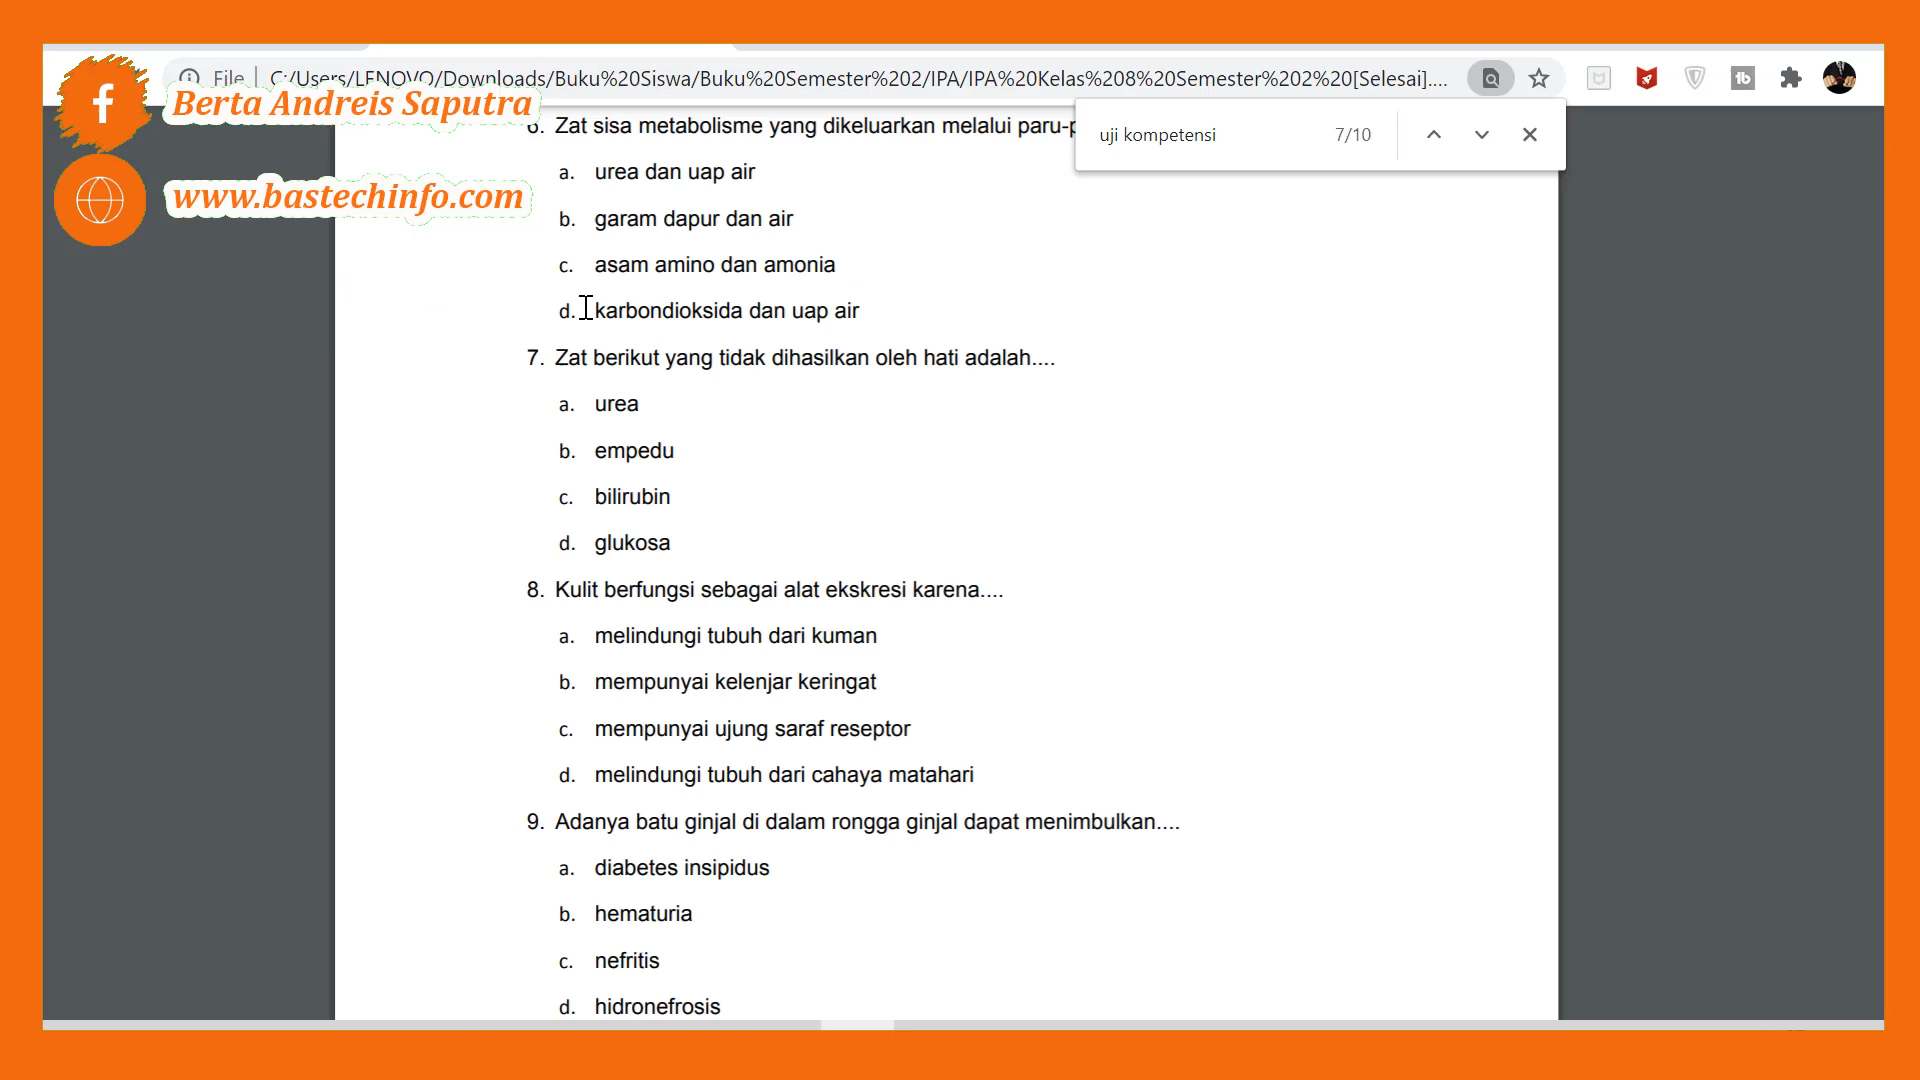 File
C:/Users/LENOVO/Downloads/Buku%20Siswa/Buku%20Semester%202/IPA/IPA%20Kelas%208%20Semester%202%20[Selesai]....
Berta Andreis Saputra
www.bastechinfo.com
uji kompetensi 7/10
6. Zat sisa metabolisme yang dikeluarkan melalui paru-p
a. urea dan uap air
b. garam dapur dan air
c. asam amino dan amonia
d. karbondioksida dan uap air
7. Zat berikut yang tidak dihasilkan oleh hati adalah....
a. urea
b. empedu
c. bilirubin
d. glukosa
8. Kulit berfungsi sebagai alat ekskresi karena....
a. melindungi tubuh dari kuman
b. mempunyai kelenjar keringat
c. mempunyai ujung saraf reseptor
d. melindungi tubuh dari cahaya matahari
9. Adanya batu ginjal di dalam rongga ginjal dapat menimbulkan....
a. diabetes insipidus
b. hematuria
c. nefritis
d. hidronefrosis